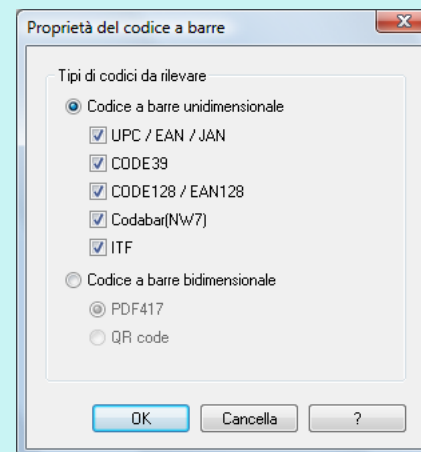 Proprietà del codice a barre
Tipi di codici da rilevare
Codice a barre unidimensionale
UPC / EAN / JAN
CODE39
CODE128 / EAN128
Codabar(NW7)
ITF
Codice a barre bidimensionale
PDF417
QR code
OK Cancella ?